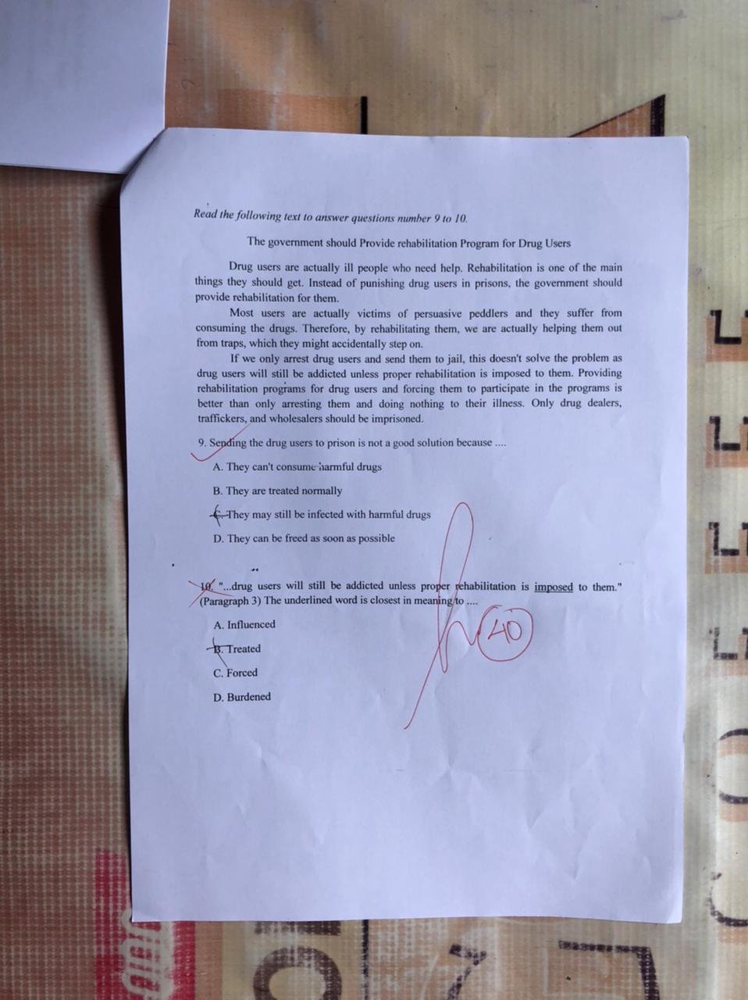 Read the following text to answer questions number 9 to 10.
The government should Provide rehabilitation Program for Drug Users
Drug users are actually ill people who need help. Rehabilitation is one of the main
things they should get. Instead of punishing drug users in prisons, the government should
provide rehabilitation for them.
Most users are actually victims of persuasive peddlers and they suffer from
consuming the drugs. Therefore, by rehabilitating them, we are actually helping them out
from traps, which they might accidentally step on.
If we only arrest drug users and send them to jail, this doesn't solve the problem as
drug users will still be addicted unless proper rehabilitation is imposed to them. Providing
rehabilitation programs for drug users and forcing them to participate in the programs is
better than only arresting them and doing nothing to their illness. Only drug dealers,
traffickers, and wholesalers should be imprisoned.
9. Sending the drug users to prison is not a good solution because ....
A. They can't consume harmful drugs
B. They are treated normally
C. They may still be infected with harmful drugs
D. They can be freed as soon as possible
10. "...drug users will still be addicted unless proper rehabilitation is imposed to them."
(Paragraph 3) The underlined word is closest in meaning to ....
A. Influenced
B. Treated
C. Forced
D. Burdened
40